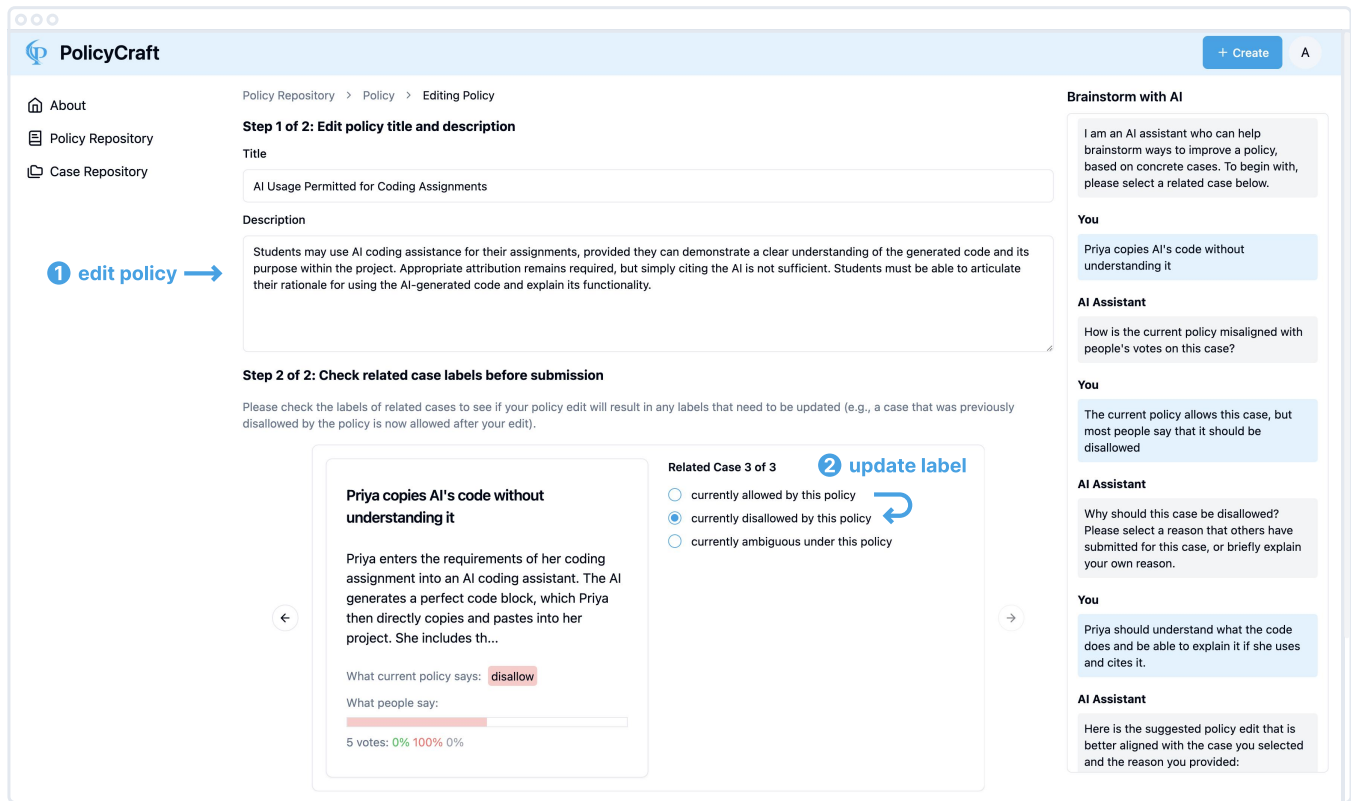 PolicyCraft
+ Create
A
About
Policy Repository
Case Repository
1 edit policy
Policy Repository > Policy > Editing Policy
Step 1 of 2: Edit policy title and description
Title
AI Usage Permitted for Coding Assignments
Description
Students may use AI coding assistance for their assignments, provided they can demonstrate a clear understanding of the generated code and its
purpose within the project. Appropriate attribution remains required, but simply citing the AI is not sufficient. Students must be able to articulate
their rationale for using the AI-generated code and explain its functionality.
Step 2 of 2: Check related case labels before submission
Please check the labels of related cases to see if your policy edit will result in any labels that need to be updated (e.g., a case that was previously
disallowed by the policy is now allowed after your edit).
Priya copies AI's code without
understanding it
Priya enters the requirements of her coding
assignment into an AI coding assistant. The AI
generates a perfect code block, which Priya
then directly copies and pastes into her
project. She includes th...
What current policy says: disallow
What people say:
5 votes: 0% 100% 0%
Related Case 3 of 3
2 update label
currently allowed by this policy
currently disallowed by this policy
currently ambiguous under this policy
Brainstorm with AI
I am an AI assistant who can help
brainstorm ways to improve a policy,
based on concrete cases. To begin with,
please select a related case below.
You
Priya copies AI's code without
understanding it
AI Assistant
How is the current policy misaligned with
people's votes on this case?
You
The current policy allows this case, but
most people say that it should be
disallowed
AI Assistant
Why should this case be disallowed?
Please select a reason that others have
submitted for this case, or briefly explain
your own reason.
You
Priya should understand what the code
does and be able to explain it if she uses
and cites it.
AI Assistant
Here is the suggested policy edit that is
better aligned with the case you selected
and the reason you provided: